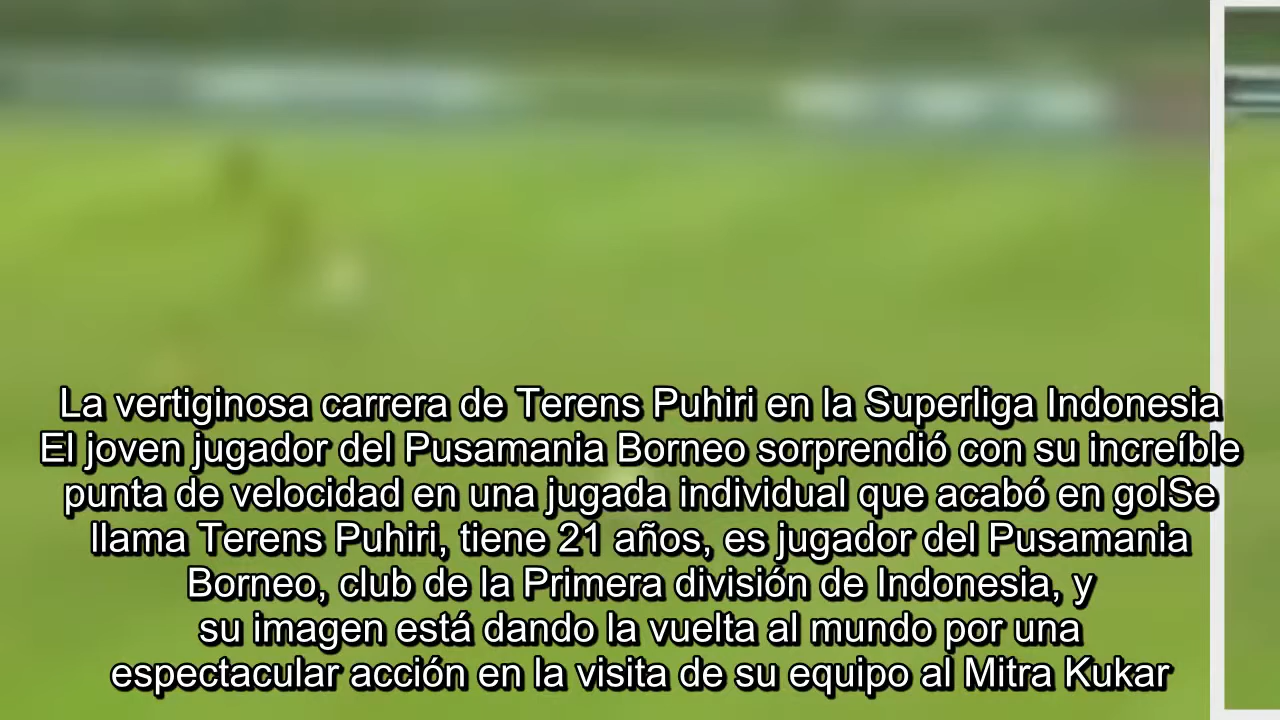 La vertiginosa carrera de Terens Puhiri en la Superliga Indonesia
El joven jugador del Pusamania Borneo sorprendió con su increíble
punta de velocidad en una jugada individual que acabó en golSe
llama Terens Puhiri, tiene 21 años, es jugador del Pusamania
Borneo, club de la Primera división de Indonesia, y
su imagen está dando la vuelta al mundo por una
espectacular acción en la visita de su equipo al Mitra Kukar